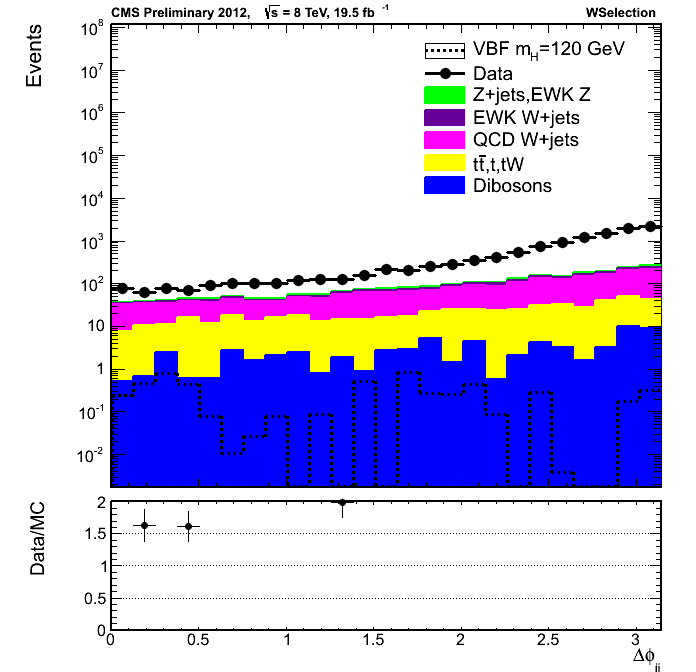 CMS Preliminary 2012, √s = 8 TeV, 19.5 fb⁻¹ WSelection
Events
10⁸
10⁷
10⁶
10⁵
10⁴
10³
10²
10
1
10⁻¹
10⁻²
VBF m_H=120 GeV
Data
Z+jets,EWK Z
EWK W+jets
QCD W+jets
tt̄,t,tW
Dibosons
Data/MC
2
1.5
1
0.5
0
0 0.5 1 1.5 2 2.5 3
Δϕ_jj